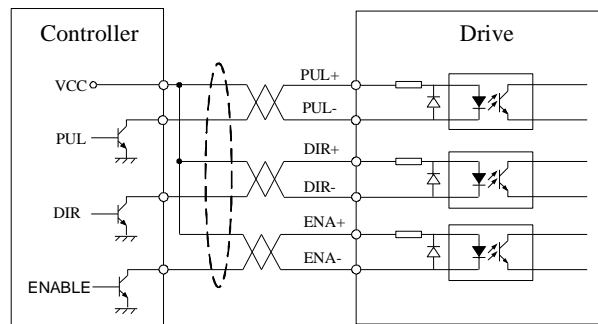 Controller
Drive
VCC
PUL+
PUL
PUL-
DIR+
DIR
DIR-
ENA+
ENABLE
ENA-